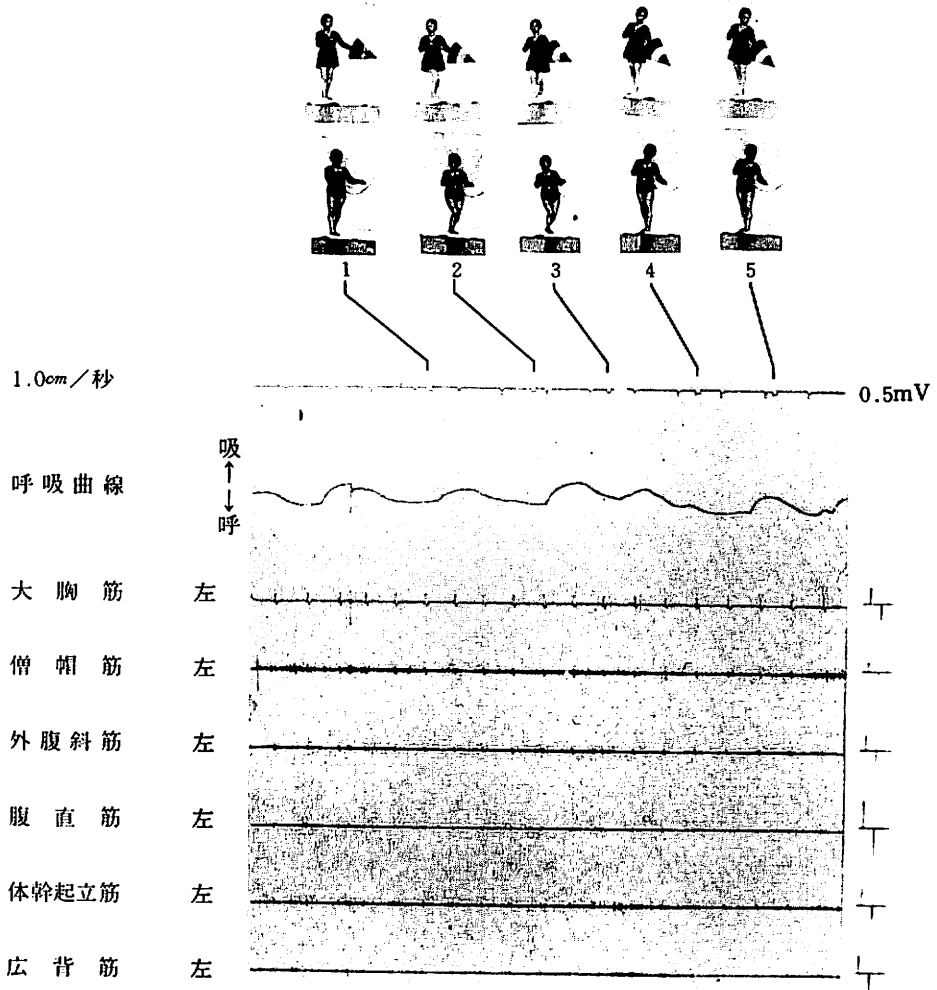 1 2 3 4 5
1.0cm/秒
0.5mV
吸
呼吸曲線
呼
大胸筋 左
僧帽筋 左
外腹斜筋 左
腹直筋 左
体幹起立筋 左
広背筋 左